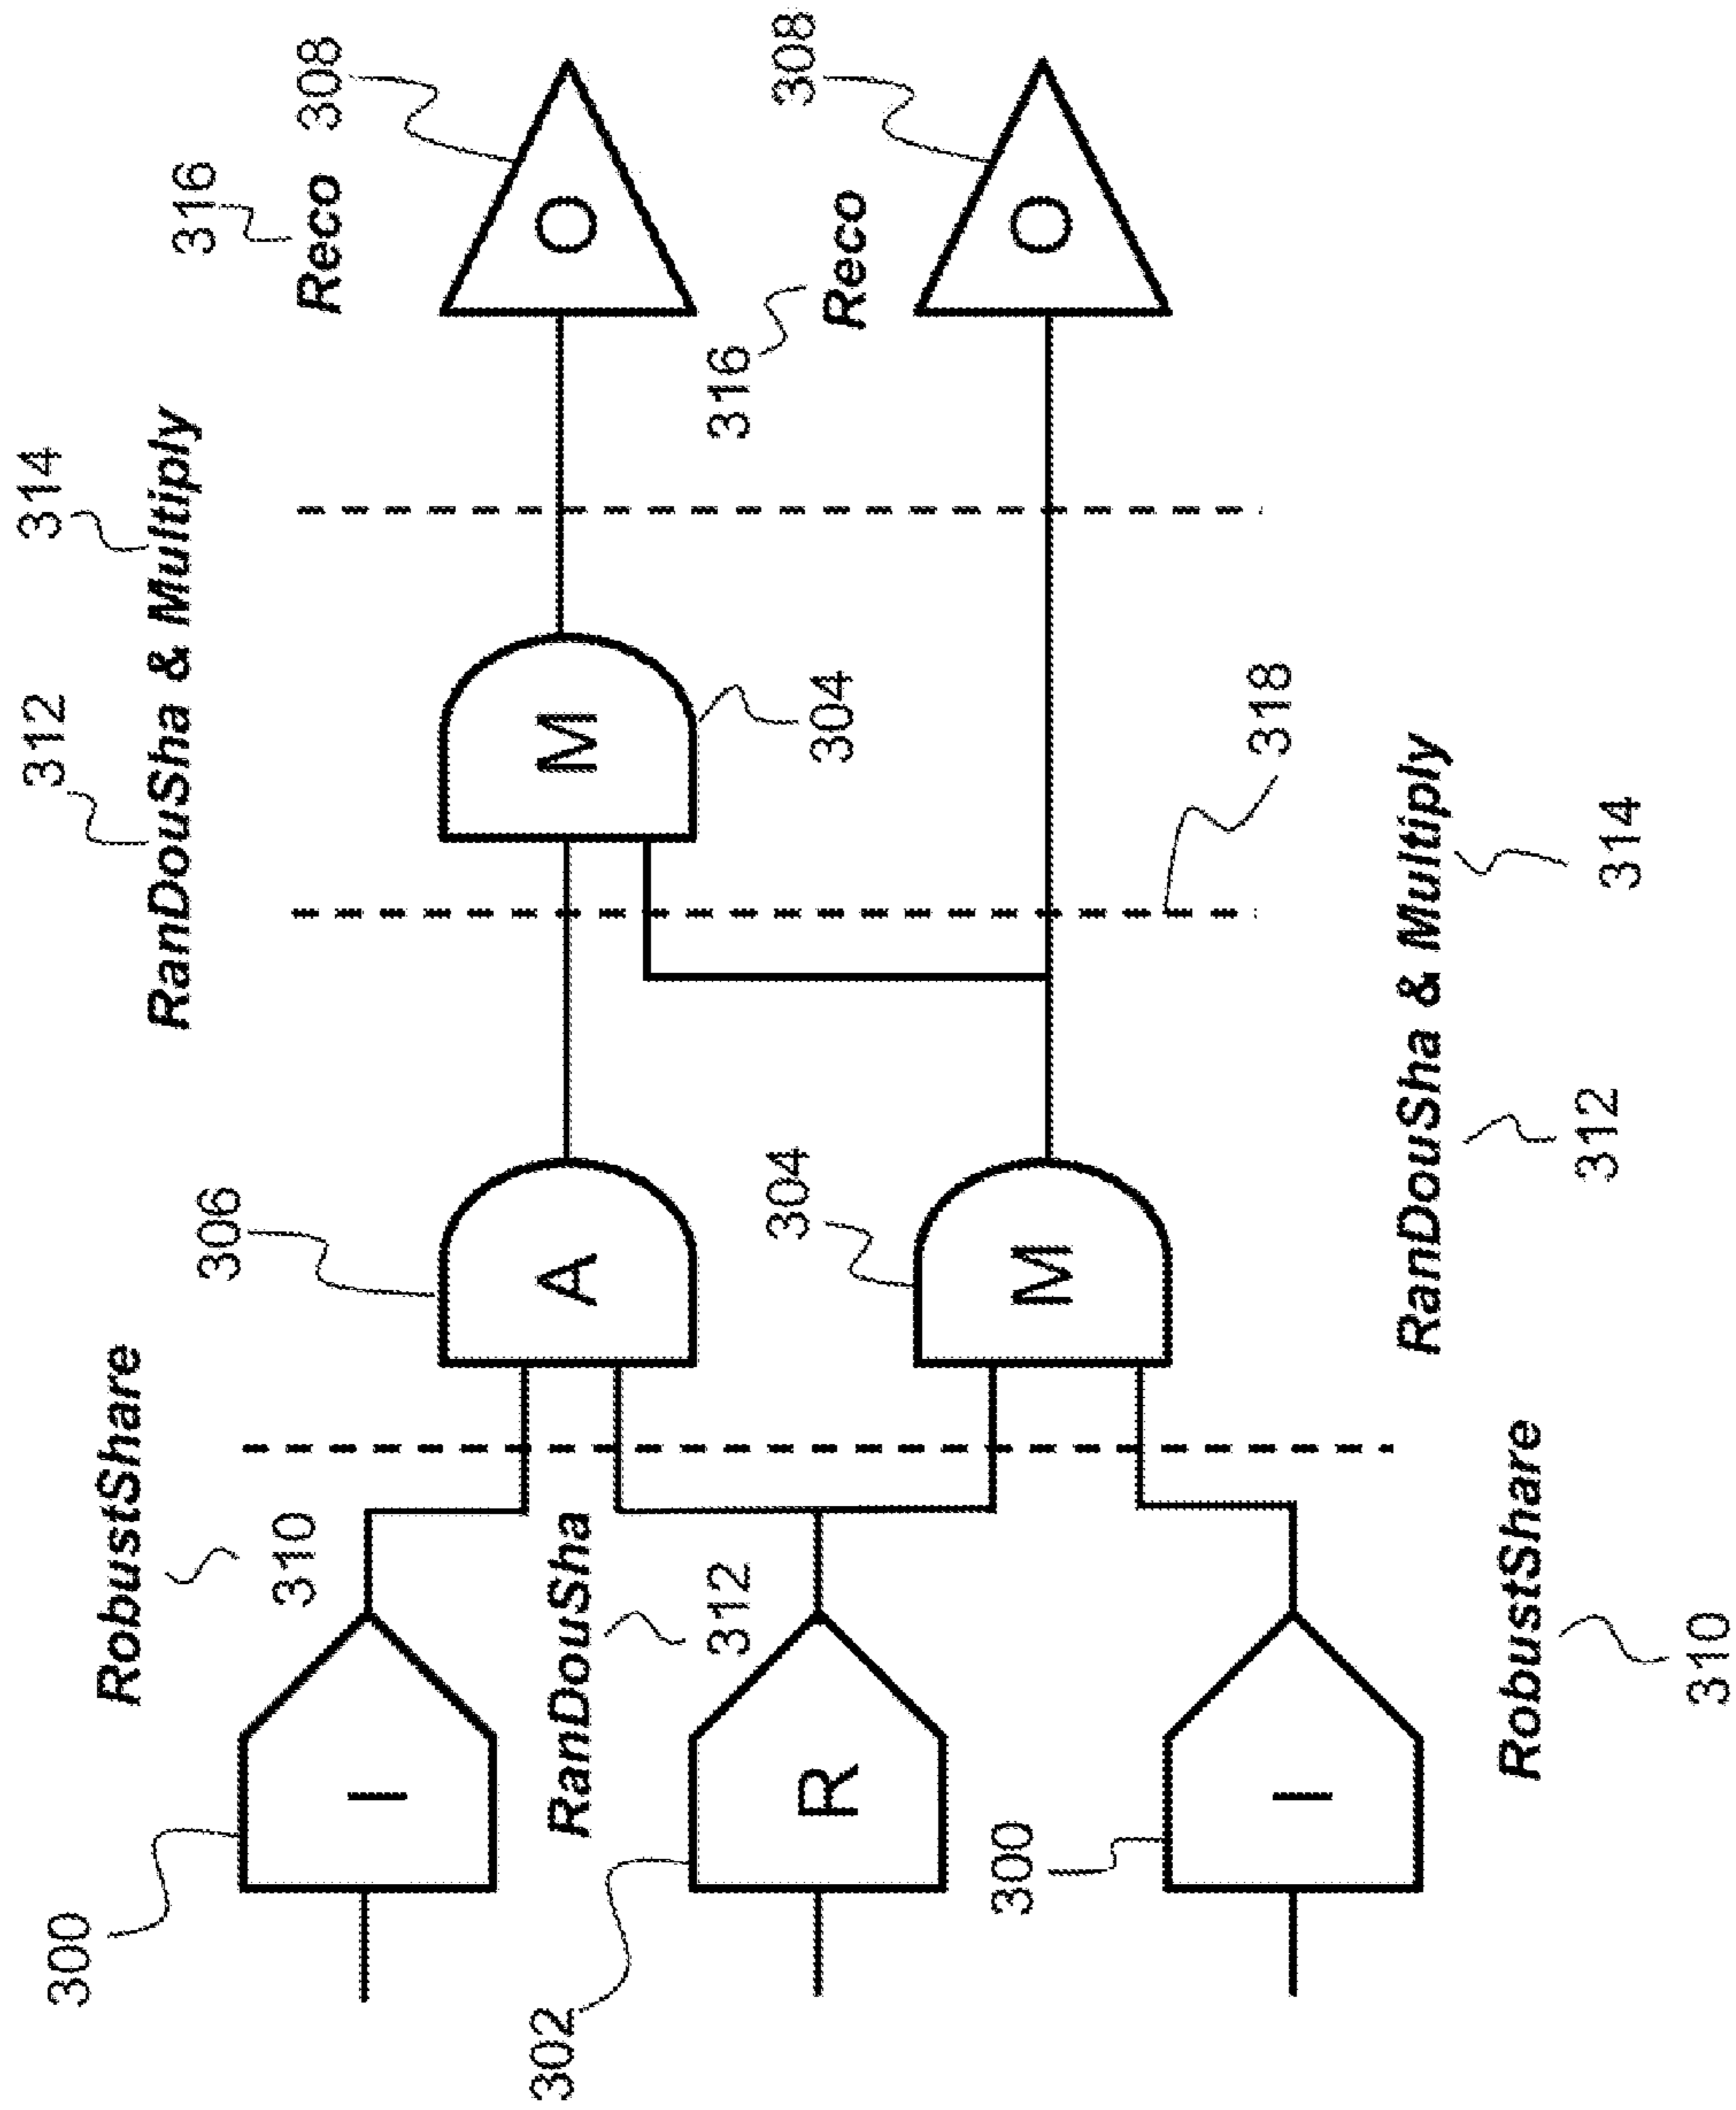 312
314
300
RobustShare
RanDouSha & Multiply
316
306
310
Reco
308
I
302
RanDouSha
A
M
O
312
316
304
308
R
304
Reco
300
M
O
318
I
RanDouSha & Multiply
RobustShare
312
314
310